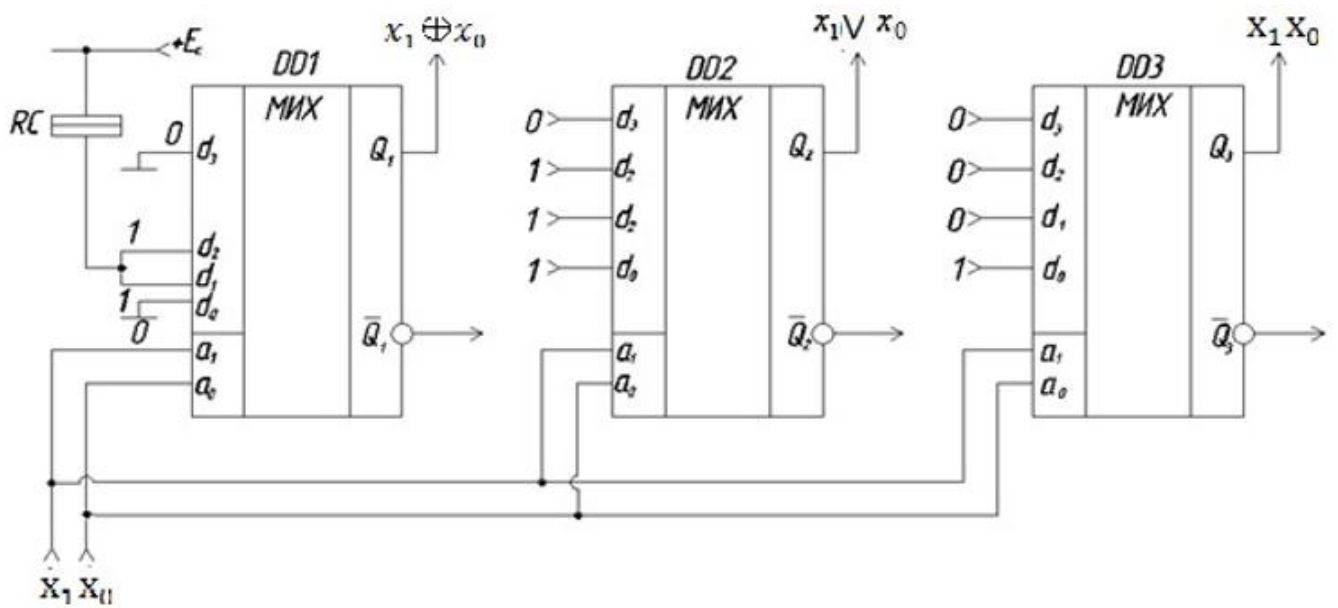 +Ec
x₁ ⊕ x₀
x₁ ∨ x₀
X₁ X₀
DD1
DD2
DD3
RC
МИХ
0
d₃
Q₁
1
d₂
d₁
1
d₀
0
Q̅₁
a₁
a₀
МИХ
0
d₃
Q₂
1
d₂
1
d₂
1
d₀
Q̅₂
a₁
a₀
МИХ
0
d₃
Q₃
0
d₂
0
d₁
1
d₀
Q̅₃
a₁
a₀
X₁ X₀